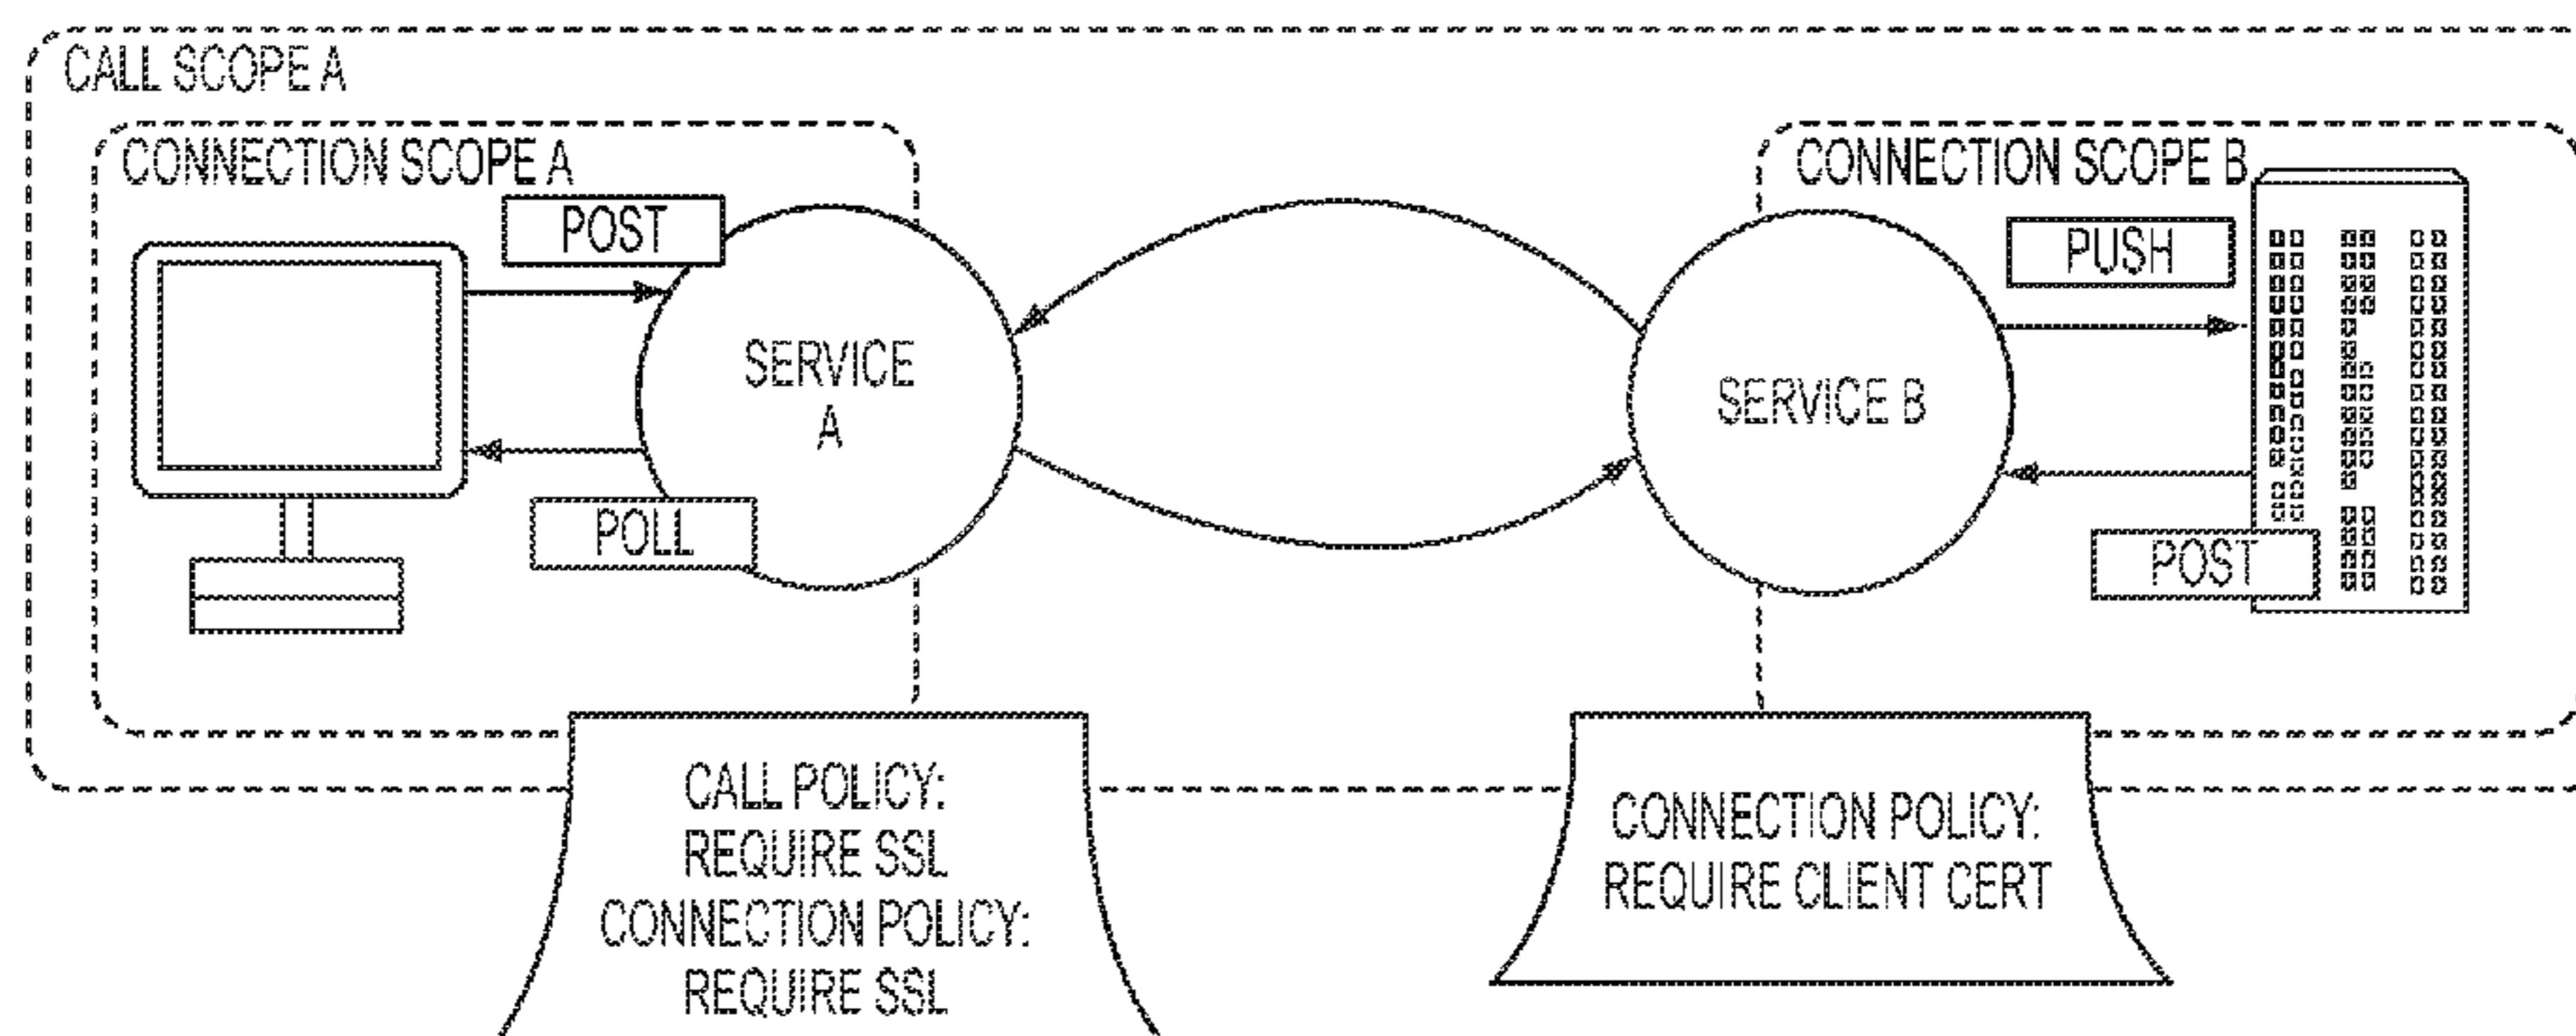 CALL SCOPE A
CONNECTION SCOPE A
CONNECTION SCOPE B
POST
PUSH
SERVICE
A
SERVICE B
POLL
POST
CALL POLICY:
REQUIRE SSL
CONNECTION POLICY:
REQUIRE SSL
CONNECTION POLICY:
REQUIRE CLIENT CERT